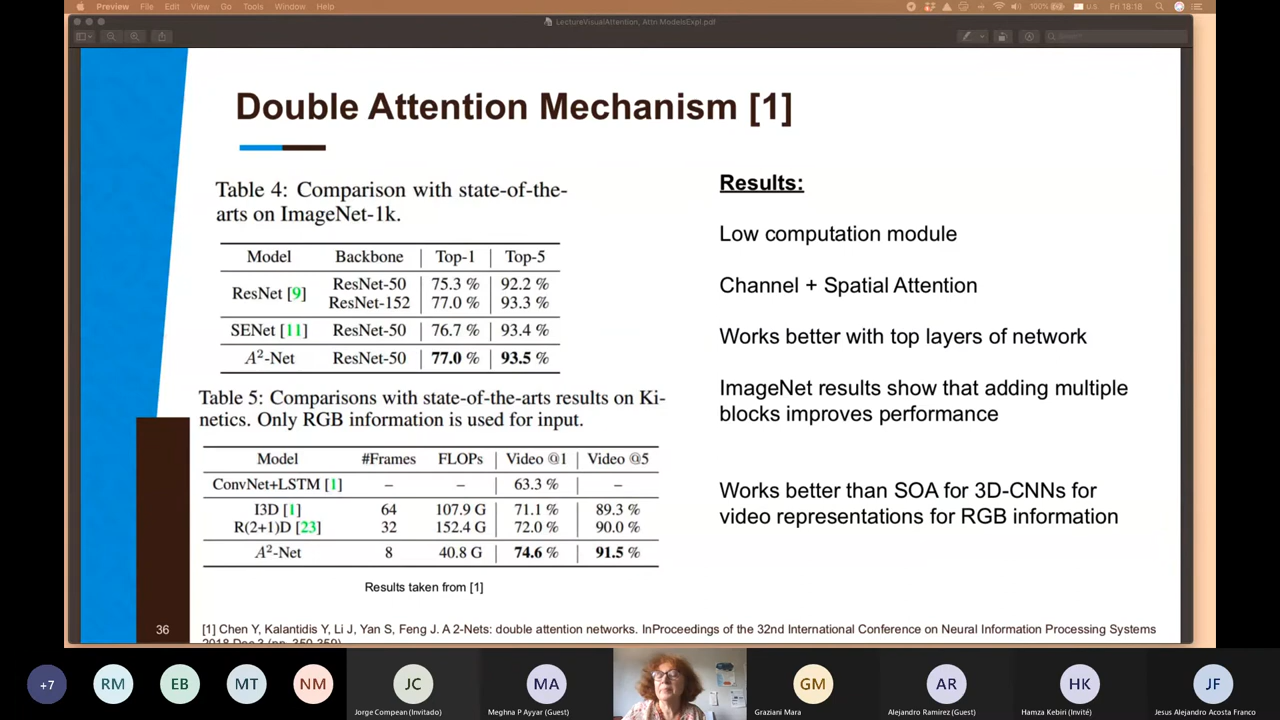 Preview File Edit View Go Tools Window Help 100% U.S. Fri 18:18
LectureVisualAttention, Attn.ModelsExpl.pdf
Search
Double Attention Mechanism [1]
Table 4: Comparison with state-of-the-
arts on ImageNet-1k.
Model Backbone Top-1 Top-5
ResNet [9] ResNet-50 75.3 % 92.2 %
ResNet-152 77.0 % 93.3 %
SENet [11] ResNet-50 76.7 % 93.4 %
A²-Net ResNet-50 77.0 % 93.5 %
Table 5: Comparisons with state-of-the-arts results on Ki-
netics. Only RGB information is used for input.
Model #Frames FLOPs Video @1 Video @5
ConvNet+LSTM [1] – – 63.3 % –
I3D [1] 64 107.9 G 71.1 % 89.3 %
R(2+1)D [23] 32 152.4 G 72.0 % 90.0 %
A²-Net 8 40.8 G 74.6 % 91.5 %
Results taken from [1]
Results:
Low computation module
Channel + Spatial Attention
Works better with top layers of network
ImageNet results show that adding multiple
blocks improves performance
Works better than SOA for 3D-CNNs for
video representations for RGB information
36
[1] Chen Y, Kalantidis Y, Li J, Yan S, Feng J. A 2-Nets: double attention networks. InProceedings of the 32nd International Conference on Neural Information Processing Systems
2018 Dec 3 (pp. 350-359).
+7 RM EB MT NM JC MA GM AR HK JF
Jorge Compean (Invitado) Meghna P Ayyar (Guest) Graziani Mara Alejandro Ramirez (Guest) Hamza Kebiri (Invité) Jesus Alejandro Acosta Franco